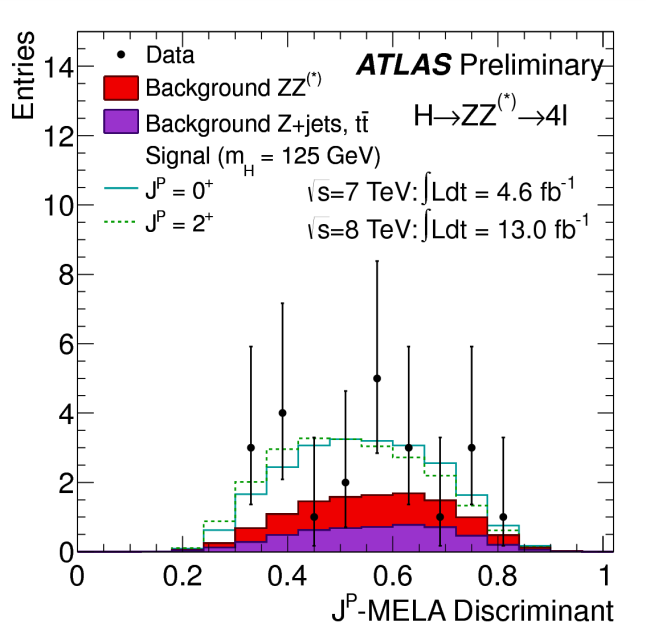 Entries
14
12
10
8
6
4
2
0
Data
Background ZZ(*)
Background Z+jets, tt̄
Signal (mH = 125 GeV)
JP = 0+
JP = 2+
ATLAS Preliminary
H→ZZ(*)→4l
√s=7 TeV:∫Ldt = 4.6 fb-1
√s=8 TeV:∫Ldt = 13.0 fb-1
0 0.2 0.4 0.6 0.8 1
JP-MELA Discriminant